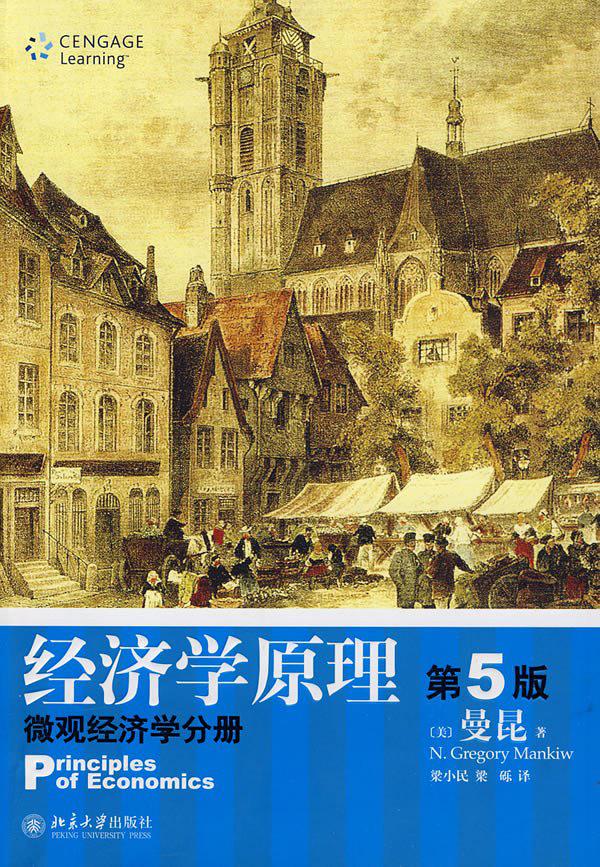 CENGAGE
Learning™
经济学原理
第5版
微观经济学分册
[美] 曼昆 著
Principles
of Economics
N. Gregory Mankiw
梁小民 梁 砾 译
北京大学出版社
PEKING UNIVERSITY PRESS